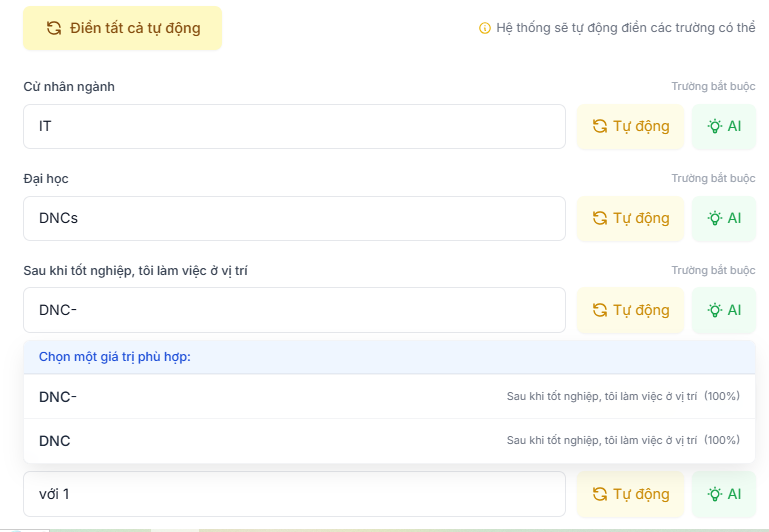 Điền tất cả tự động
Hệ thống sẽ tự động điền các trường có thể
Cử nhân ngành
Trường bắt buộc
IT
Tự động
AI
Đại học
Trường bắt buộc
DNCs
Tự động
AI
Sau khi tốt nghiệp, tôi làm việc ở vị trí
Trường bắt buộc
DNC-
Tự động
AI
Chọn một giá trị phù hợp:
DNC-
Sau khi tốt nghiệp, tôi làm việc ở vị trí (100%)
DNC
Sau khi tốt nghiệp, tôi làm việc ở vị trí (100%)
với 1
Tự động
AI